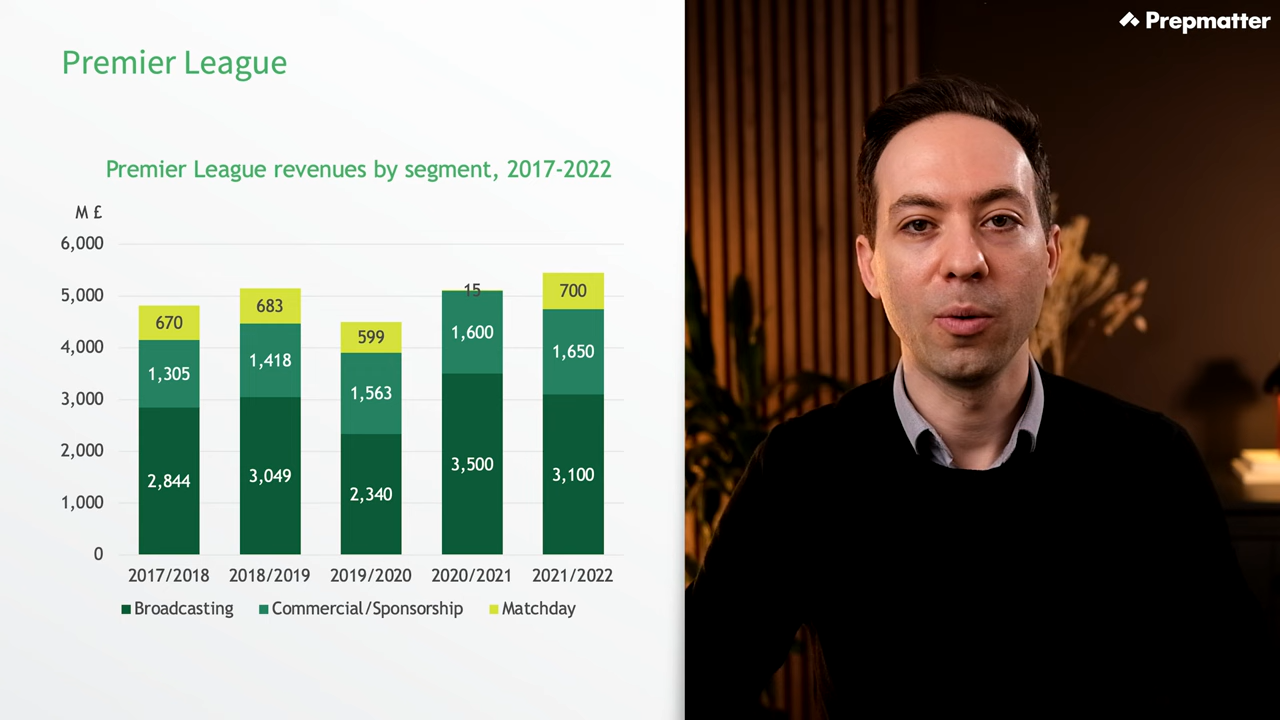 Prepmatter
Premier League
Premier League revenues by segment, 2017-2022
M £
6,000
5,000
4,000
3,000
2,000
1,000
0
670 683 599 15 700
1,305 1,418 1,563 1,600 1,650
2,844 3,049 2,340 3,500 3,100
2017/2018 2018/2019 2019/2020 2020/2021 2021/2022
Broadcasting Commercial/Sponsorship Matchday